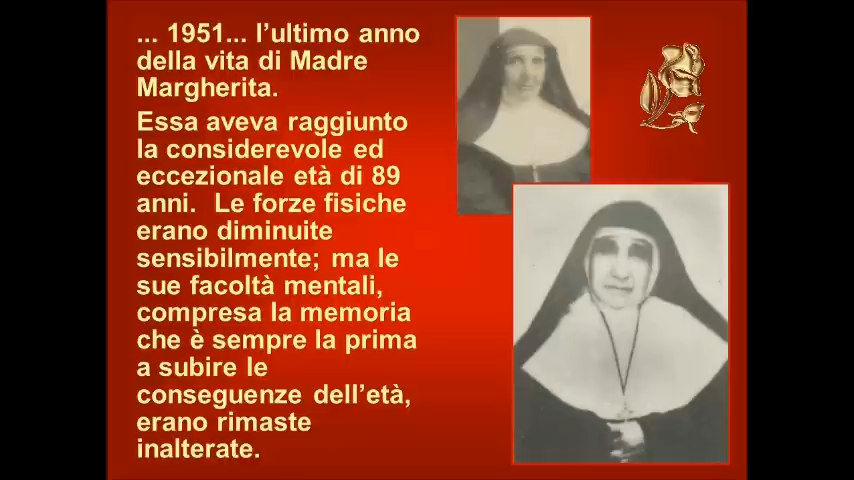 ... 1951... l’ultimo anno
della vita di Madre
Margherita.
Essa aveva raggiunto
la considerevole ed
eccezionale età di 89
anni. Le forze fisiche
erano diminuite
sensibilmente; ma le
sue facoltà mentali,
compresa la memoria
che è sempre la prima
a subire le
conseguenze dell’età,
erano rimaste
inalterate.